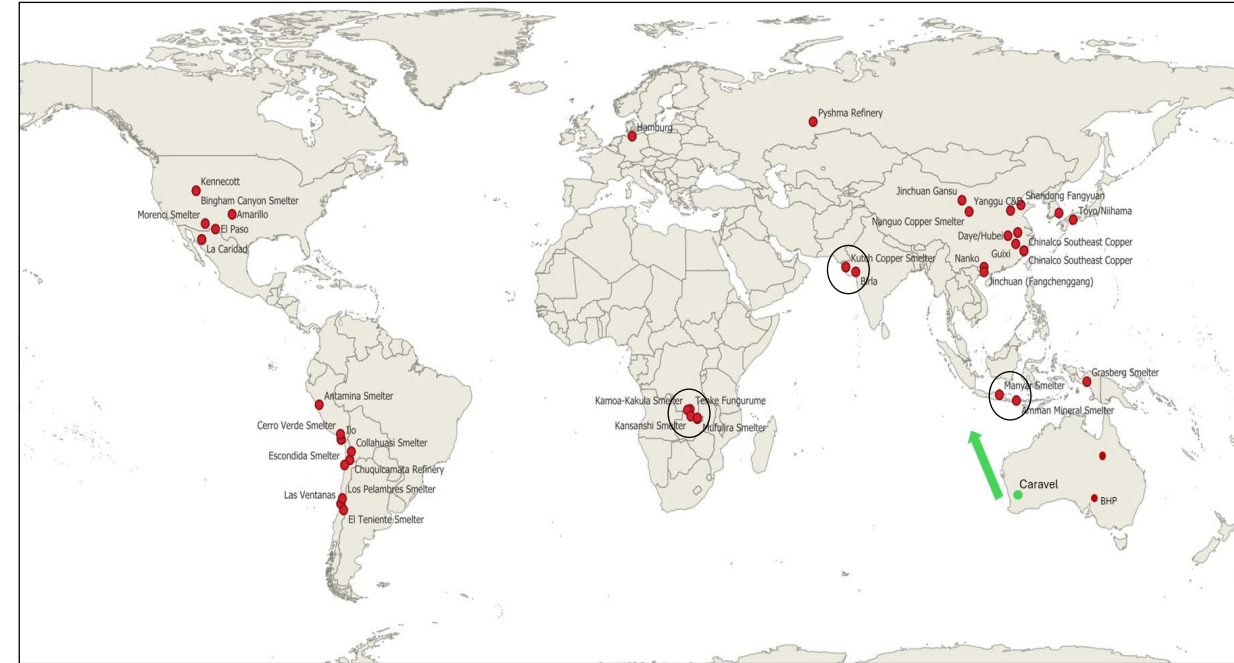 Pyshma Refinery
Hamburg
Kennecott
Bingham Canyon Smelter
Morenci Smelter
Amarillo
El Paso
La Caridad
Jinchuan Gansu
Shandong Fangyuan
Yanggu C&R
Toyo/Niihama
Nanguo Copper Smelter
Daye/Hubei
Chinalco Southeast Copper
Nanko
Guixi
Chinalco Southeast Copper
Jinchuan (Fangchenggang)
Kutch Copper Smelter
Birla
Grasberg Smelter
Manyar Smelter
Amman Mineral Smelter
Antamina Smelter
Kamoa-Kakula Smelter
Tenke Fungurume
Kansanshi Smelter
Mufulira Smelter
Cerro Verde Smelter
Ilo
Collahuasi Smelter
Escondida Smelter
Chuquicamata Refinery
Las Ventanas
Los Pelambres Smelter
El Teniente Smelter
Caravel
BHP